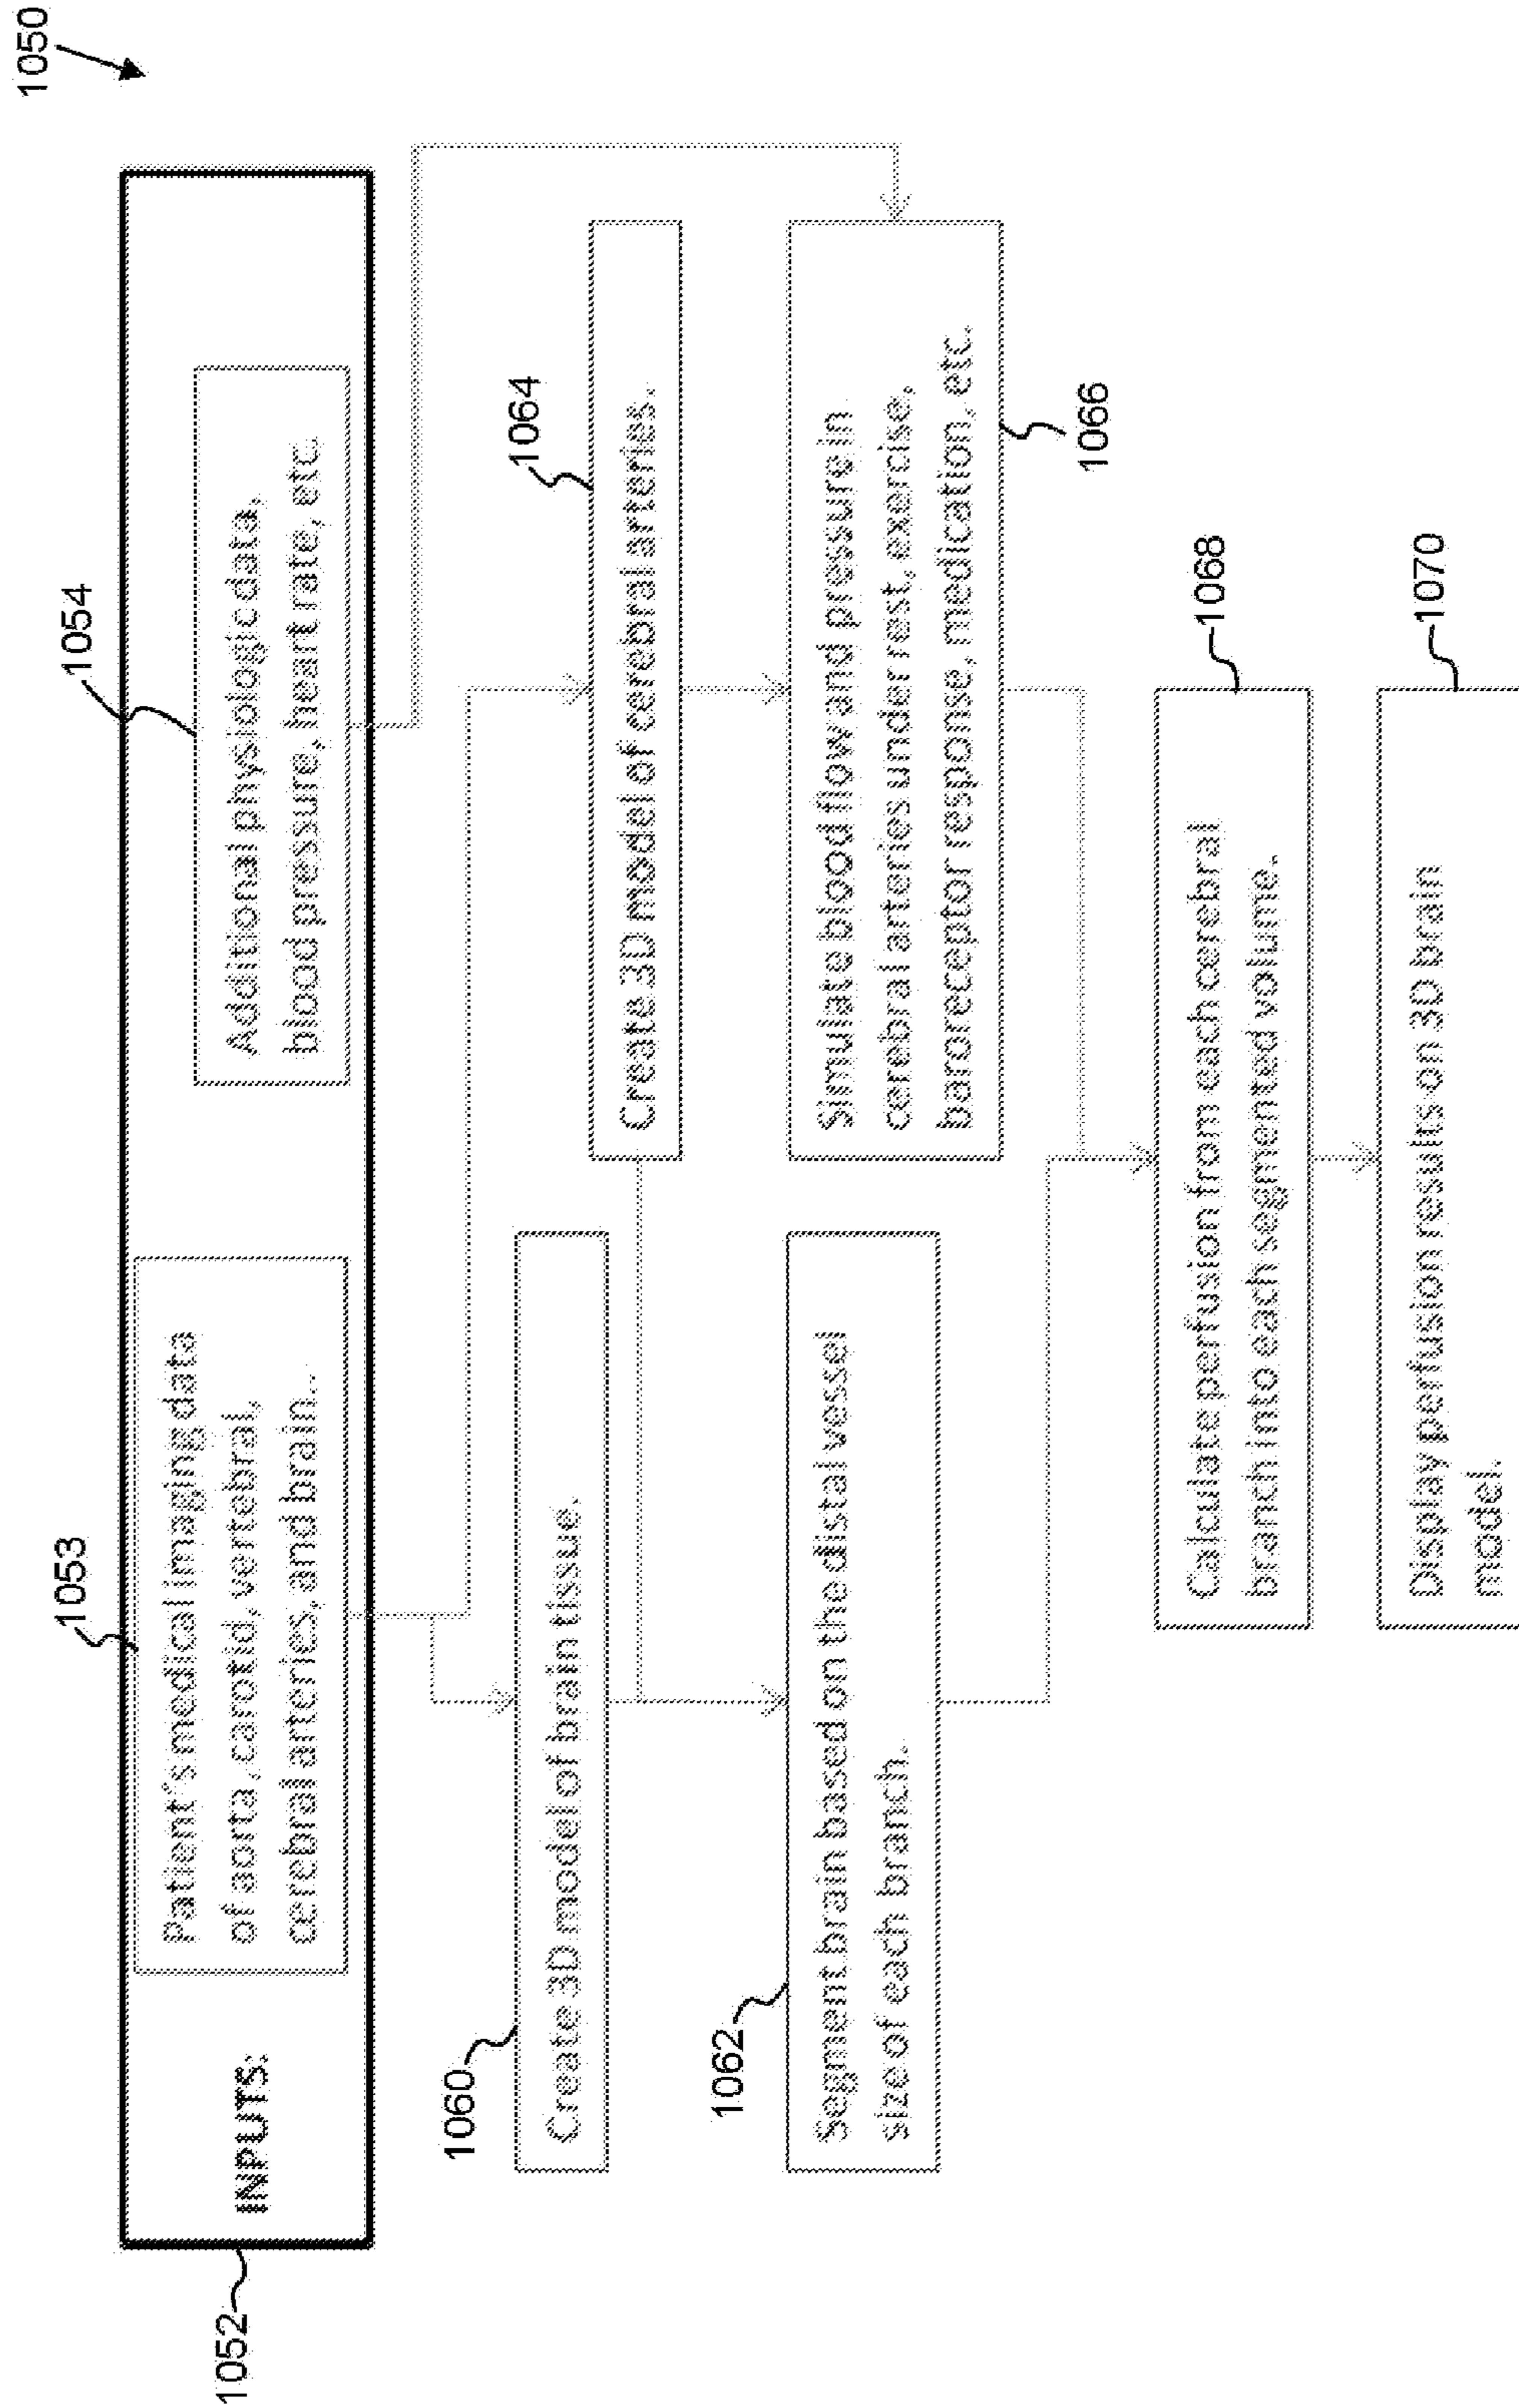 1050
1052
INPUTS:
1053
Patient's medical imaging data
of aorta, carotid, vertebral,
cerebral arteries, and brain..
1054
Additional physiologic data,
blood pressure, heart rate, etc.
1060
Create 3D model of brain tissue.
1064
Create 3D model of cerebral arteries.
1062
Segment brain based on the distal vessel
size of each branch.
Simulate blood flow and pressure in
cerebral arteries under rest, exercise,
baroreceptor response, medication, etc.
1066
1068
Calculate perfusion from each cerebral
branch into each segmented volume.
1070
Display perfusion results on 3D brain
model.